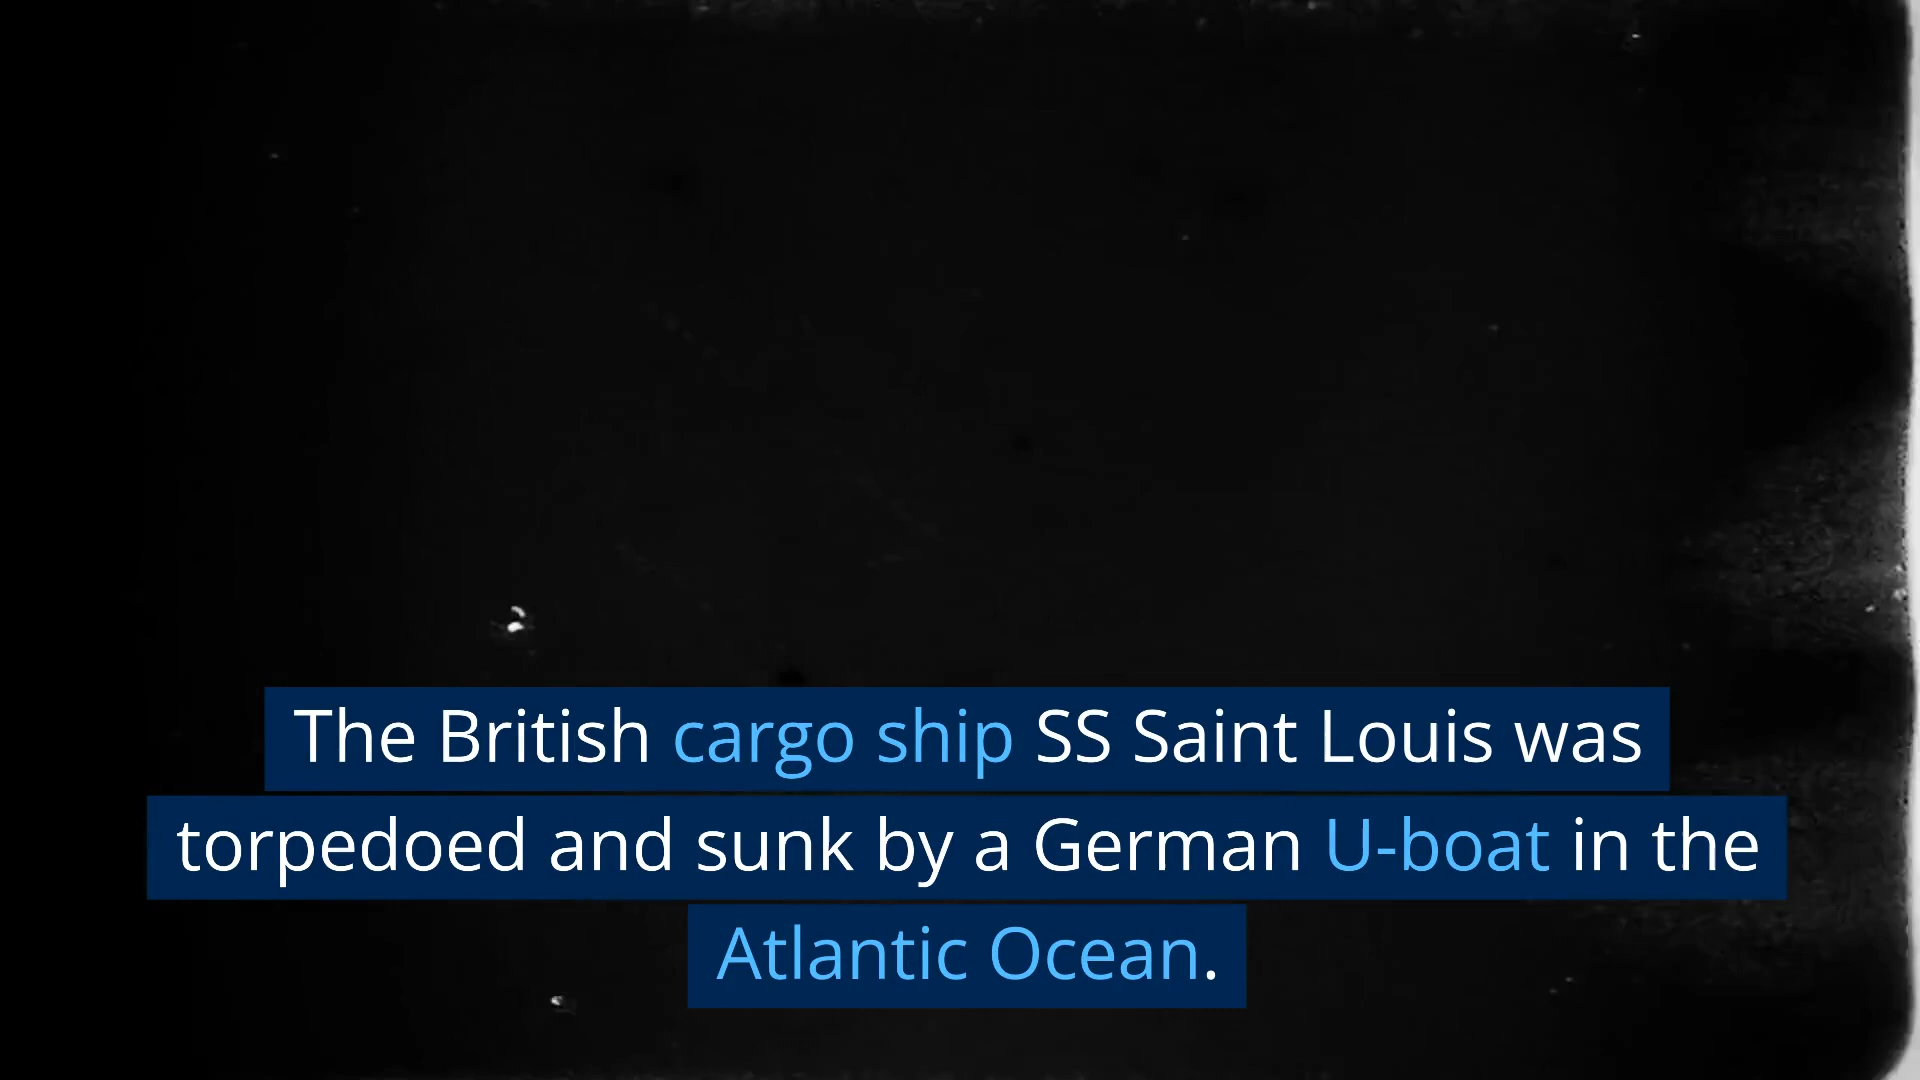 The British cargo ship SS Saint Louis was
torpedoed and sunk by a German U-boat in the
Atlantic Ocean.